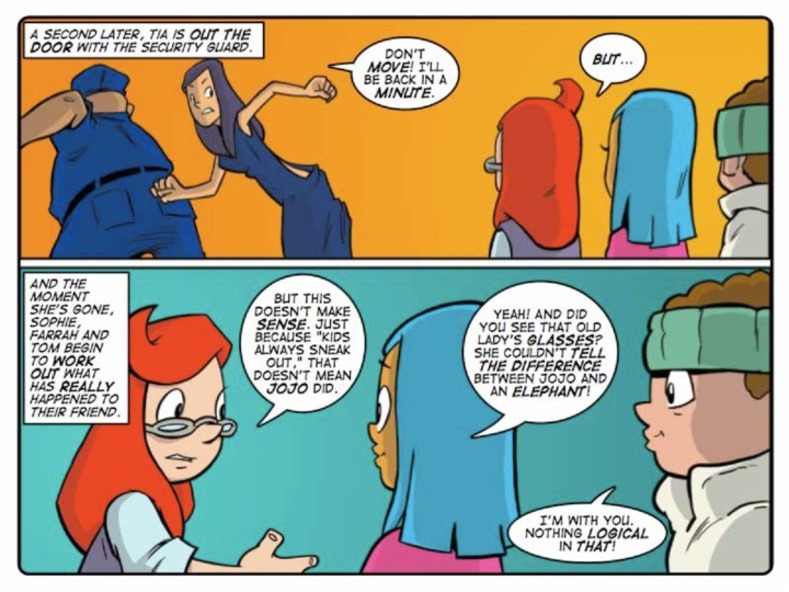 A SECOND LATER, TIA IS OUT THE
DOOR WITH THE SECURITY GUARD.
DON'T
MOVE! I'LL
BE BACK IN A
MINUTE.
BUT...
AND THE
MOMENT
SHE'S GONE,
SOPHIE,
FARRAH AND
TOM BEGIN
TO WORK
OUT WHAT
HAS REALLY
HAPPENED TO
THEIR FRIEND.
BUT THIS
DOESN'T MAKE
SENSE. JUST
BECAUSE "KIDS
ALWAYS SNEAK
OUT," THAT
DOESN'T MEAN
JOJO DID.
YEAH! AND DID
YOU SEE THAT OLD
LADY'S GLASSES?
SHE COULDN'T TELL
THE DIFFERENCE
BETWEEN JOJO AND
AN ELEPHANT!
I'M WITH YOU.
NOTHING LOGICAL
IN THAT!